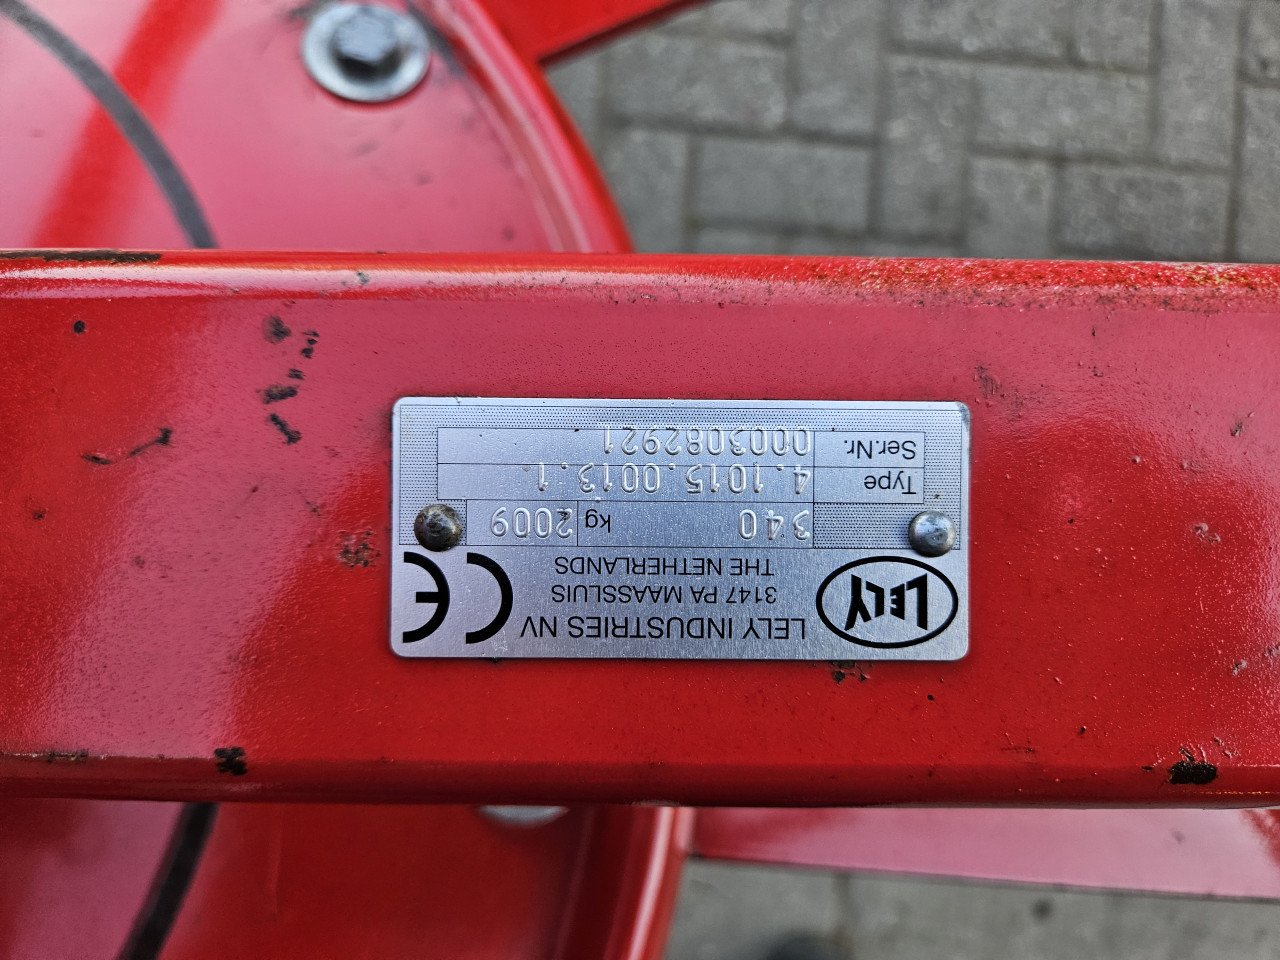 LELY
LELY INDUSTRIES NV
3147 PA MAASSLUIS
THE NETHERLANDS
CE
340 kg 2009
Type 4.1015.0013.1
Ser.Nr. 0003082921